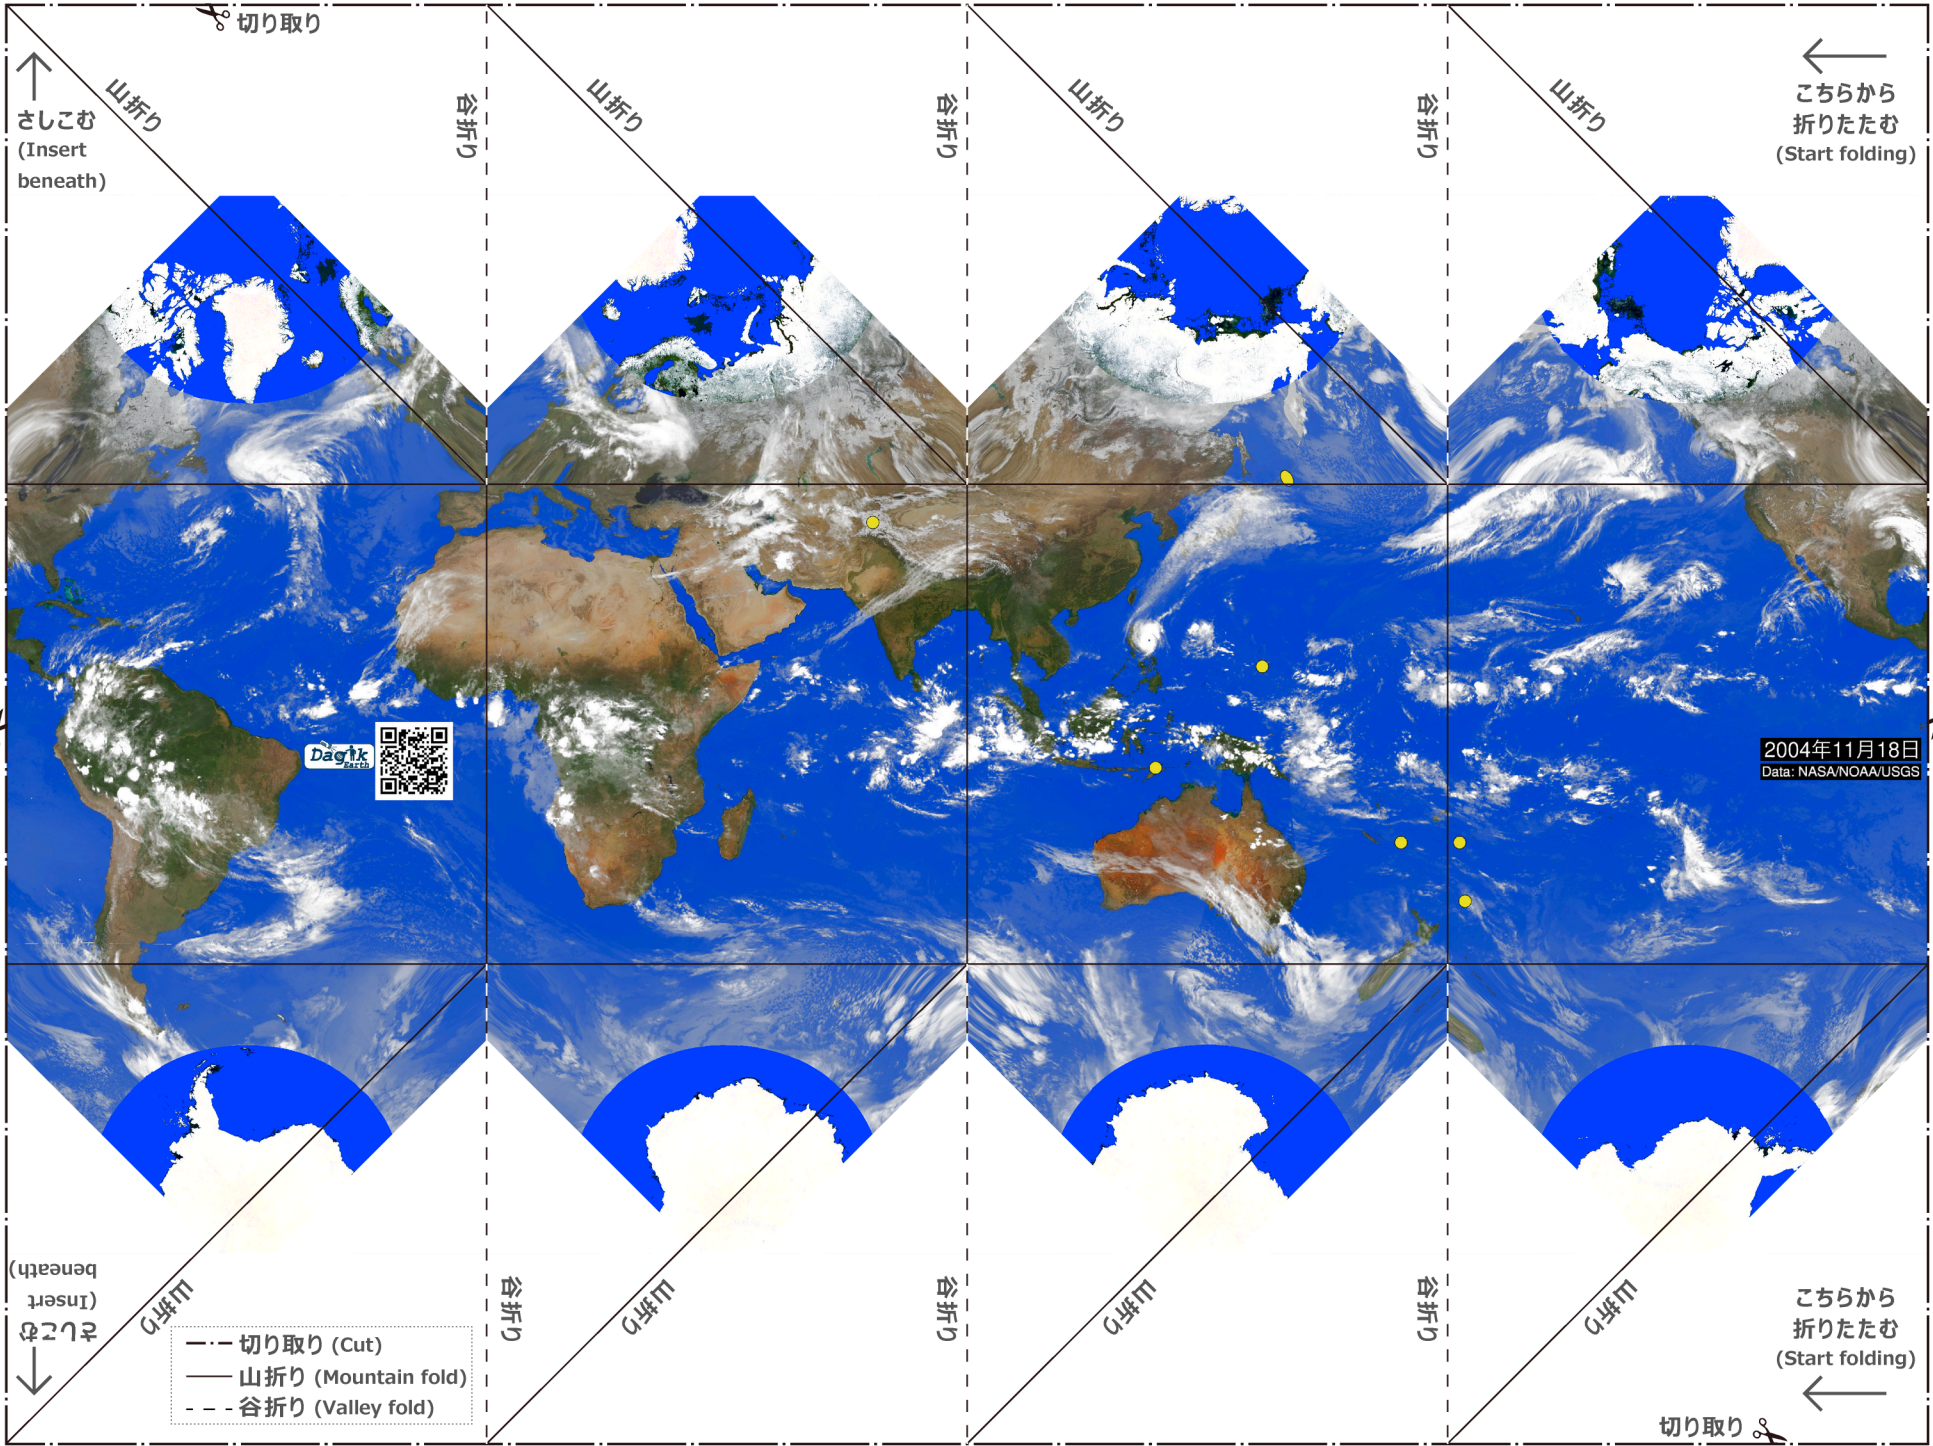 切り取り
山折り
谷折り
山折り
谷折り
山折り
谷折り
山折り
さしこむ
(Insert
beneath)
こちらから
折りたたむ
(Start folding)
Dagik
Earth
2004年11月18日
Data: NASA/NOAA/USGS
さしこむ
(Insert
beneath)
山折り
谷折り
山折り
谷折り
山折り
谷折り
山折り
こちらから
折りたたむ
(Start folding)
切り取り (Cut)
山折り (Mountain fold)
谷折り (Valley fold)
切り取り